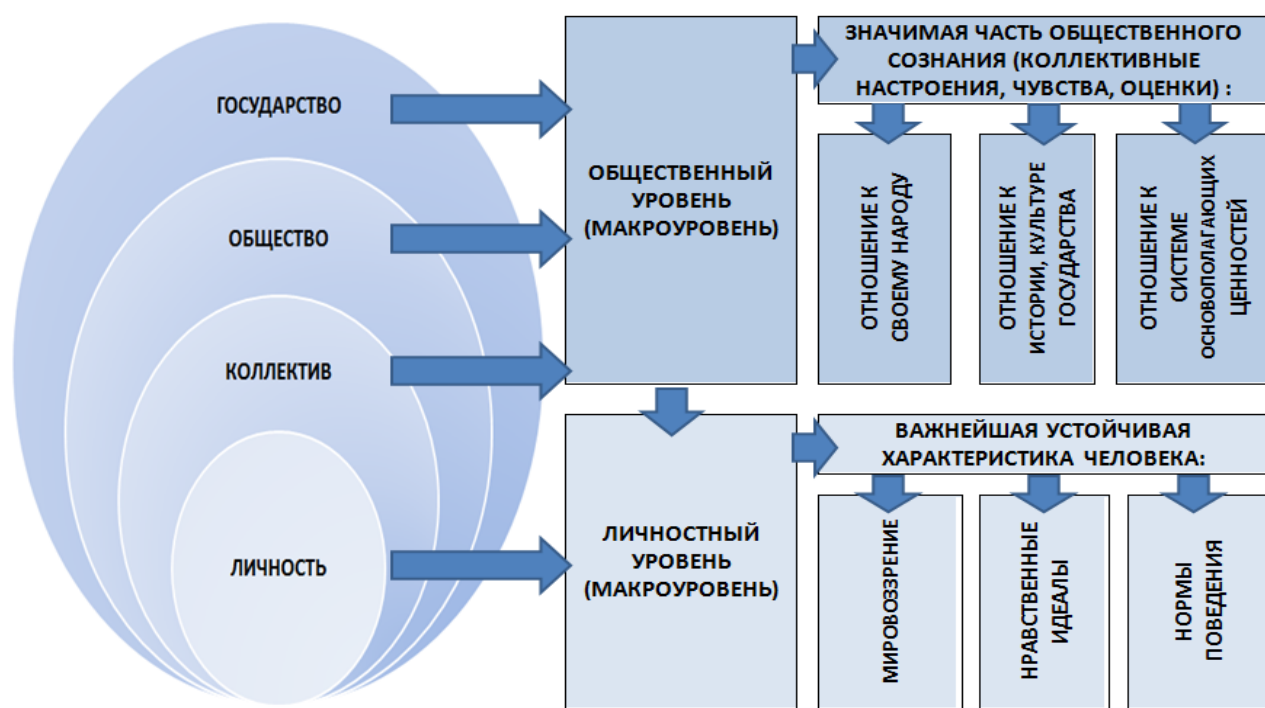 ГОСУДАРСТВО
ОБЩЕСТВО
КОЛЛЕКТИВ
ЛИЧНОСТЬ
ОБЩЕСТВЕННЫЙ
УРОВЕНЬ
(МАКРОУРОВЕНЬ)
ЗНАЧИМАЯ ЧАСТЬ ОБЩЕСТВЕННОГО
СОЗНАНИЯ (КОЛЛЕКТИВНЫЕ
НАСТРОЕНИЯ, ЧУВСТВА, ОЦЕНКИ) :
ОТНОШЕНИЕ К
СВОЕМУ НАРОДУ
ОТНОШЕНИЕ К
ИСТОРИИ, КУЛЬТУРЕ
ГОСУДАРСТВА
ОТНОШЕНИЕ К
СИСТЕМЕ
ОСНОВОПОЛАГАЮЩИХ
ЦЕННОСТЕЙ
ЛИЧНОСТНЫЙ
УРОВЕНЬ
(МАКРОУРОВЕНЬ)
ВАЖНЕЙШАЯ УСТОЙЧИВАЯ
ХАРАКТЕРИСТИКА ЧЕЛОВЕКА:
МИРОВОЗЗРЕНИЕ
НРАВСТВЕННЫЕ
ИДЕАЛЫ
НОРМЫ
ПОВЕДЕНИЯ